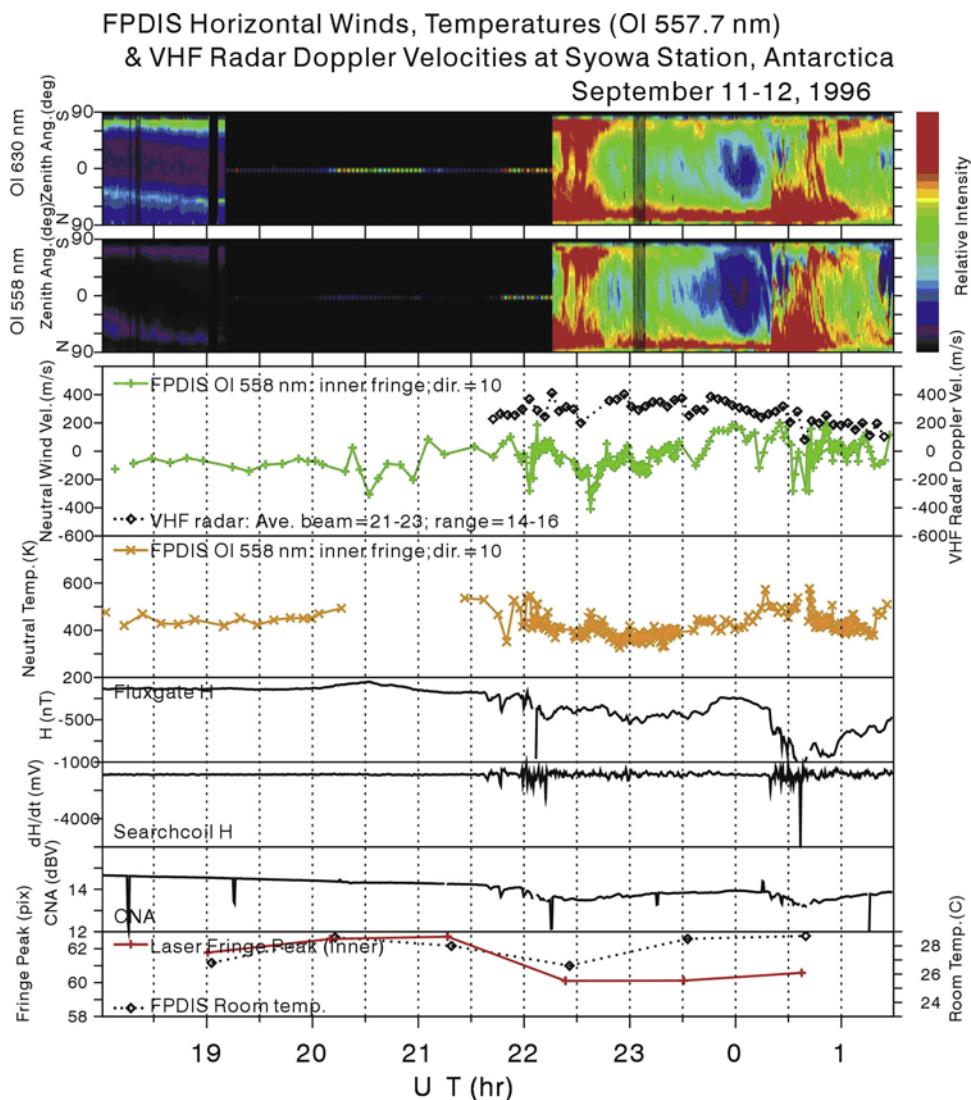 FPDIS Horizontal Winds, Temperatures (OI 557.7 nm)
& VHF Radar Doppler Velocities at Syowa Station, Antarctica
September 11-12, 1996
OI 630 nm
Zenith Ang.(deg)
S 90
0
N 90
OI 558 nm
Zenith Ang.(deg)
S 90
0
N 90
Relative Intensity
Neutral Wind Vel.(m/s)
400
200
0
-200
-400
-600
FPDIS OI 558 nm: inner fringe;dir.=10
VHF radar: Ave. beam=21-23; range=14-16
400
200
0
-200
-400
-600
VHF Radar Doppler Vel.(m/s)
Neutral Temp.(K)
600
400
200
FPDIS OI 558 nm: inner fringe;dir.=10
H (nT)
-500
-1000
Fluxgate H
dH/dt (mV)
-4000
Searchcoil H
CNA (dBV)
14
12
CNA
Fringe Peak (pix)
62
60
58
Laser Fringe Peak (Inner)
FPDIS Room temp.
28
26
24
22
Room Temp.(C)
19 20 21 22 23 0 1
U T (hr)